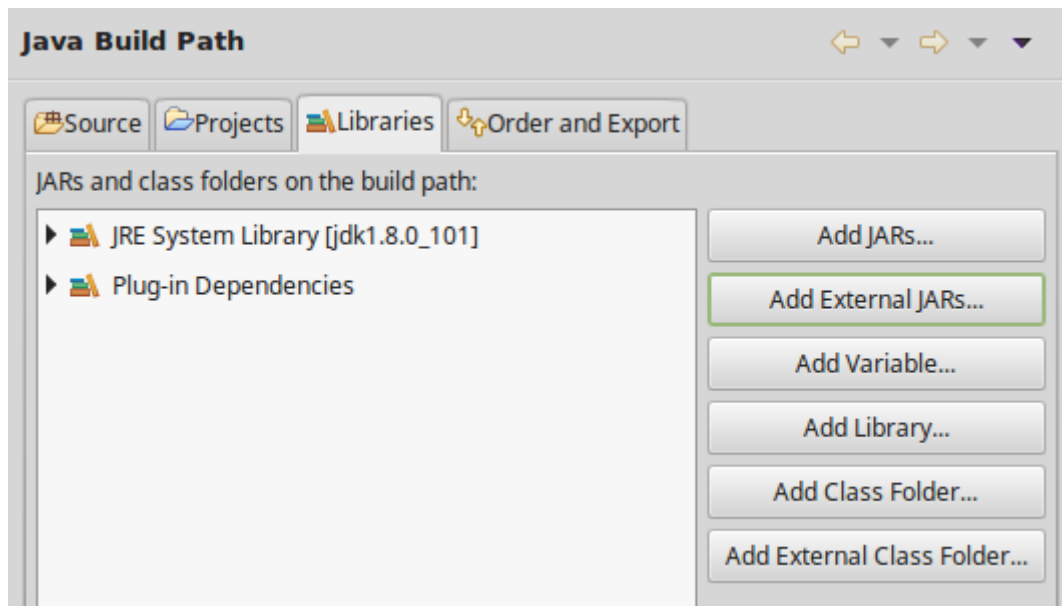 Java Build Path
Source Projects Libraries Order and Export
JARs and class folders on the build path:
JRE System Library [jdk1.8.0_101]
Plug-in Dependencies
Add JARs...
Add External JARs...
Add Variable...
Add Library...
Add Class Folder...
Add External Class Folder...